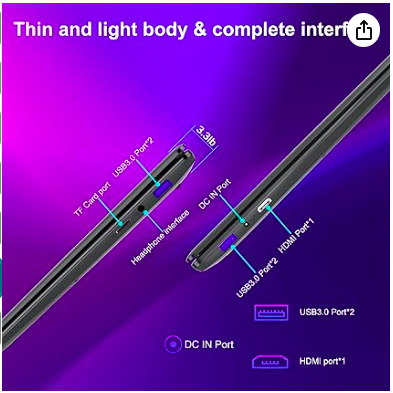 Thin and light body & complete interf
3.3lb
USB3.0 Port*2
TF Card port
Headphone interface
DC IN Port
HDMI Port*1
USB3.0 Port*2
USB3.0 Port*2
DC IN Port
HDMI port*1